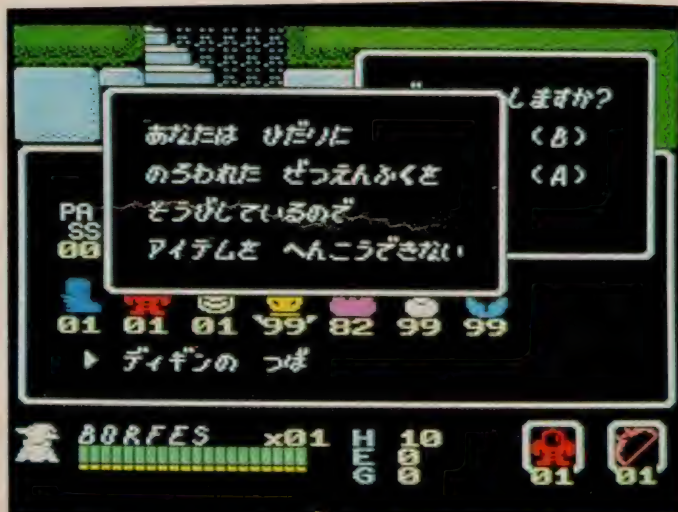 しますか?
(B)
(A)
あなたは ひだりに
のろわれた ぜつえんふくを
そうびしているので
アイテムを へんこうできない
PA
SS
00
01 01 01 99 82 99 99
▶ ディギンの つば
BORFES x01
H 10
E 0
G 0
01 01